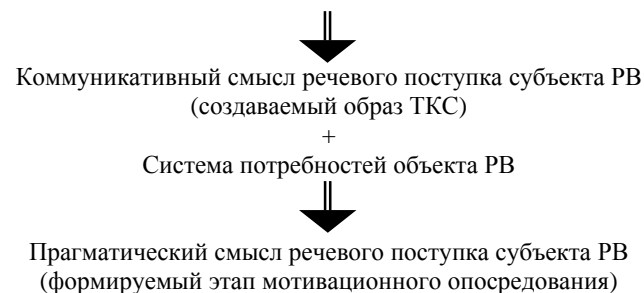 Коммуникативный смысл речевого поступка субъекта РВ
(создаваемый образ ТКС)
+
Система потребностей объекта РВ
Прагматический смысл речевого поступка субъекта РВ
(формируемый этап мотивационного опосредования)